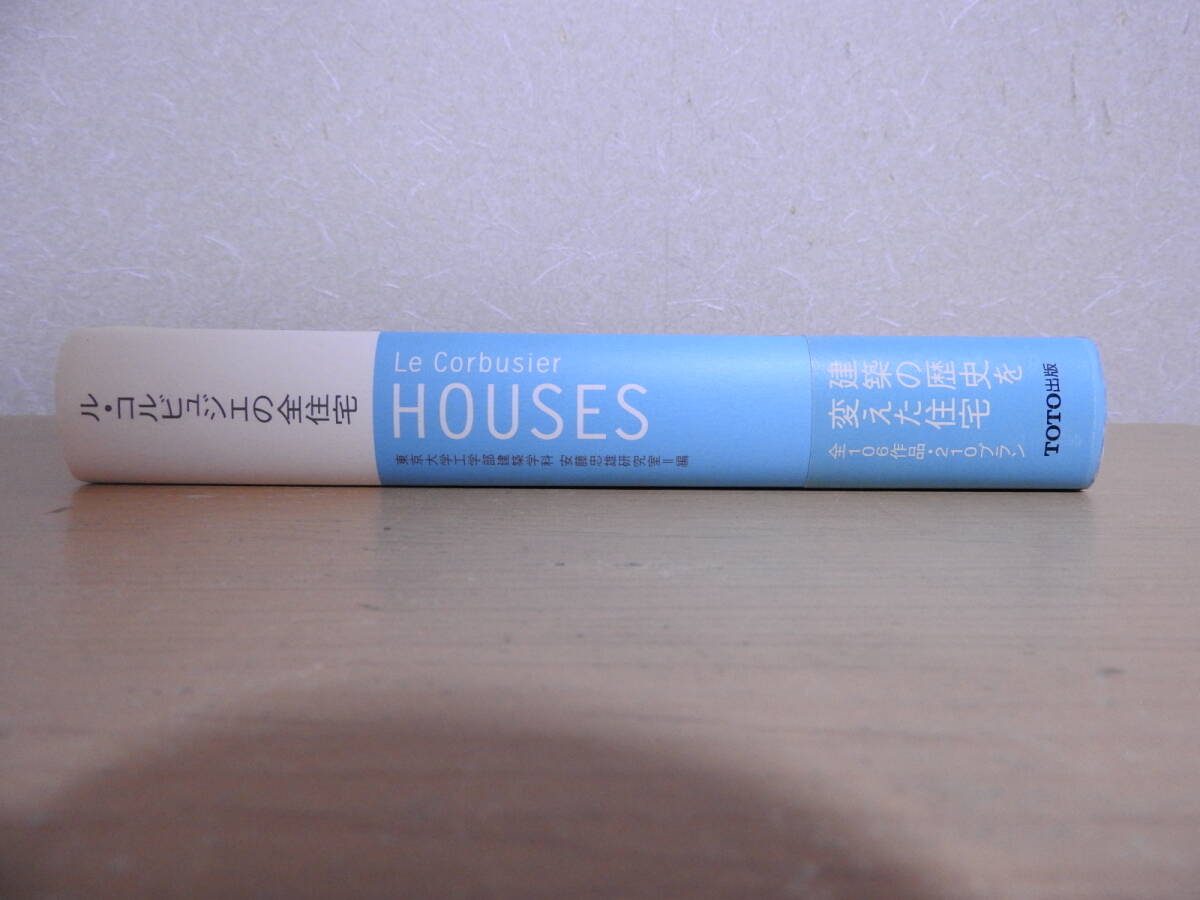 ル・コルビュジエの全住宅
Le Corbusier
HOUSES
東京大学工学部建築学科 安藤忠雄研究室=編
建築の歴史を
変えた住宅
全106作品・210プラン
TOTO出版